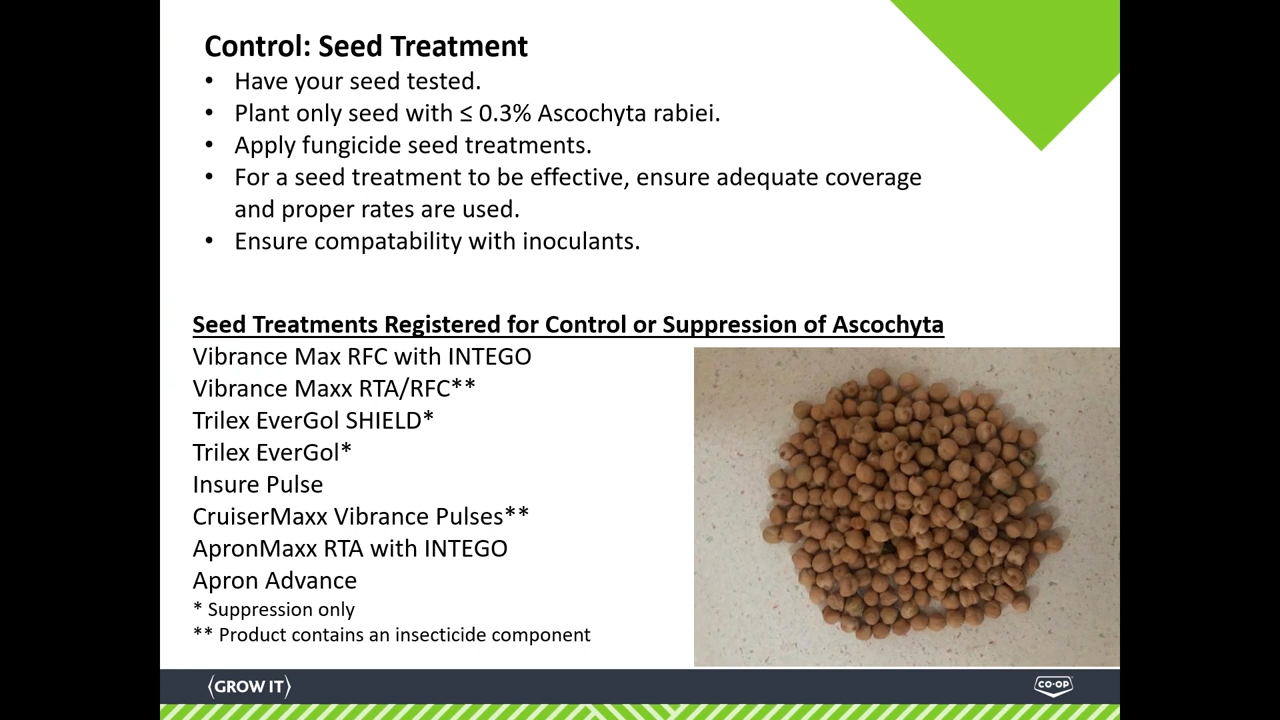 Control: Seed Treatment
• Have your seed tested.
• Plant only seed with ≤ 0.3% Ascochyta rabiei.
• Apply fungicide seed treatments.
• For a seed treatment to be effective, ensure adequate coverage
and proper rates are used.
• Ensure compatability with inoculants.
Seed Treatments Registered for Control or Suppression of Ascochyta
Vibrance Max RFC with INTEGO
Vibrance Maxx RTA/RFC**
Trilex EverGol SHIELD*
Trilex EverGol*
Insure Pulse
CruiserMaxx Vibrance Pulses**
ApronMaxx RTA with INTEGO
Apron Advance
* Suppression only
** Product contains an insecticide component
GROW IT
CO-OP